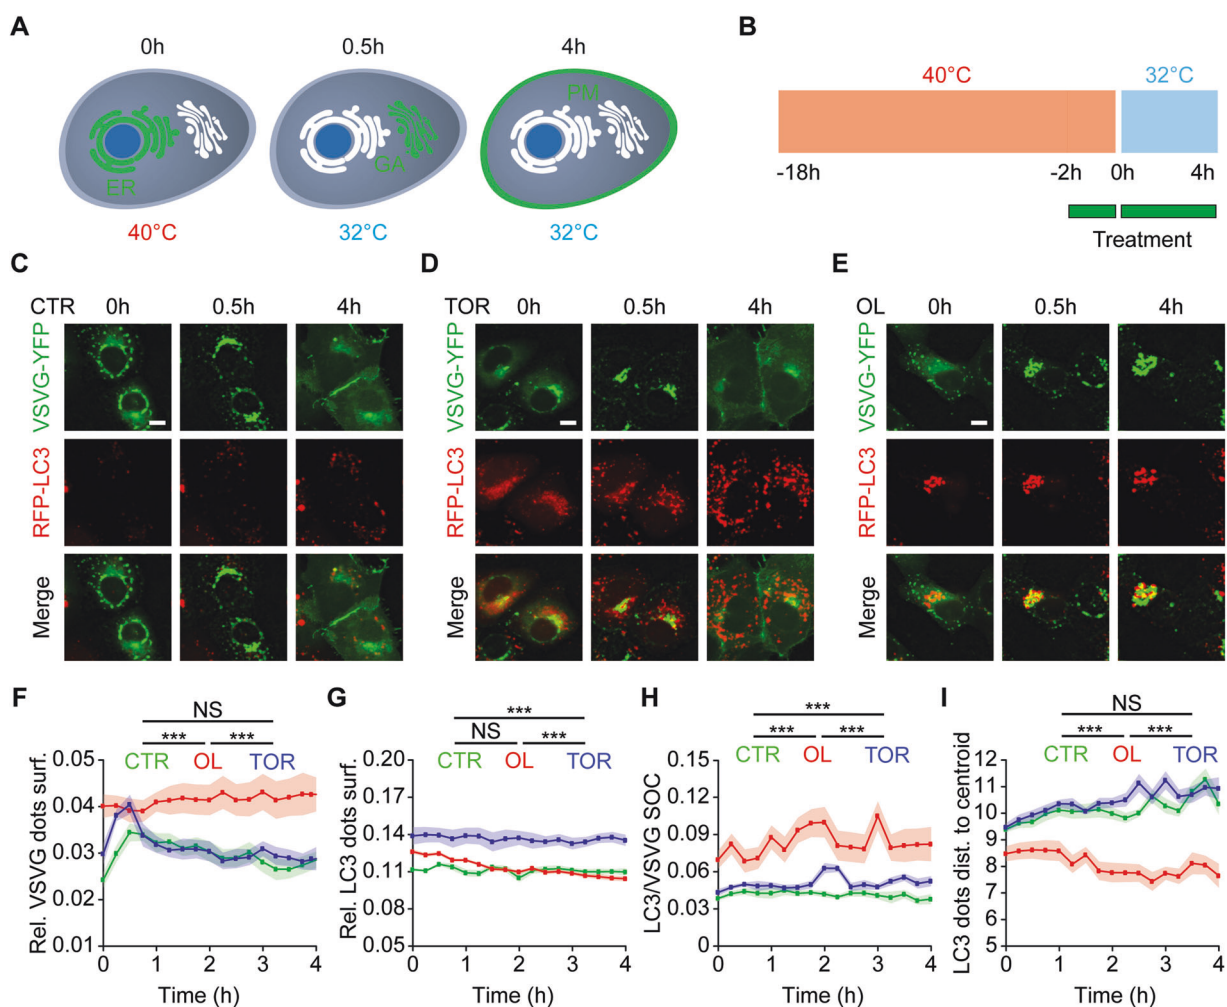 A
0h
0.5h
4h
ER
GA
PM
40°C
32°C
32°C
B
40°C
32°C
-18h
-2h
0h
4h
Treatment
C
CTR
0h
0.5h
4h
VSVG-YFP
RFP-LC3
Merge
D
TOR
0h
0.5h
4h
VSVG-YFP
RFP-LC3
Merge
E
OL
0h
0.5h
4h
VSVG-YFP
RFP-LC3
Merge
F
NS
*** ***
CTR OL TOR
Rel. VSVG dots surf.
0.05
0.04
0.03
0.02
0.01
0 1 2 3 4
Time (h)
G
***
NS ***
CTR OL TOR
Rel. LC3 dots surf.
0.20
0.17
0.14
0.11
0.08
0.05
0 1 2 3 4
Time (h)
H
***
*** ***
CTR OL TOR
LC3/VSVG SOC
0.15
0.12
0.09
0.06
0.03
0
0 1 2 3 4
Time (h)
I
NS
*** ***
CTR OL TOR
LC3 dots dist. to centroid
12
11
10
9
8
7
6
5
0 1 2 3 4
Time (h)